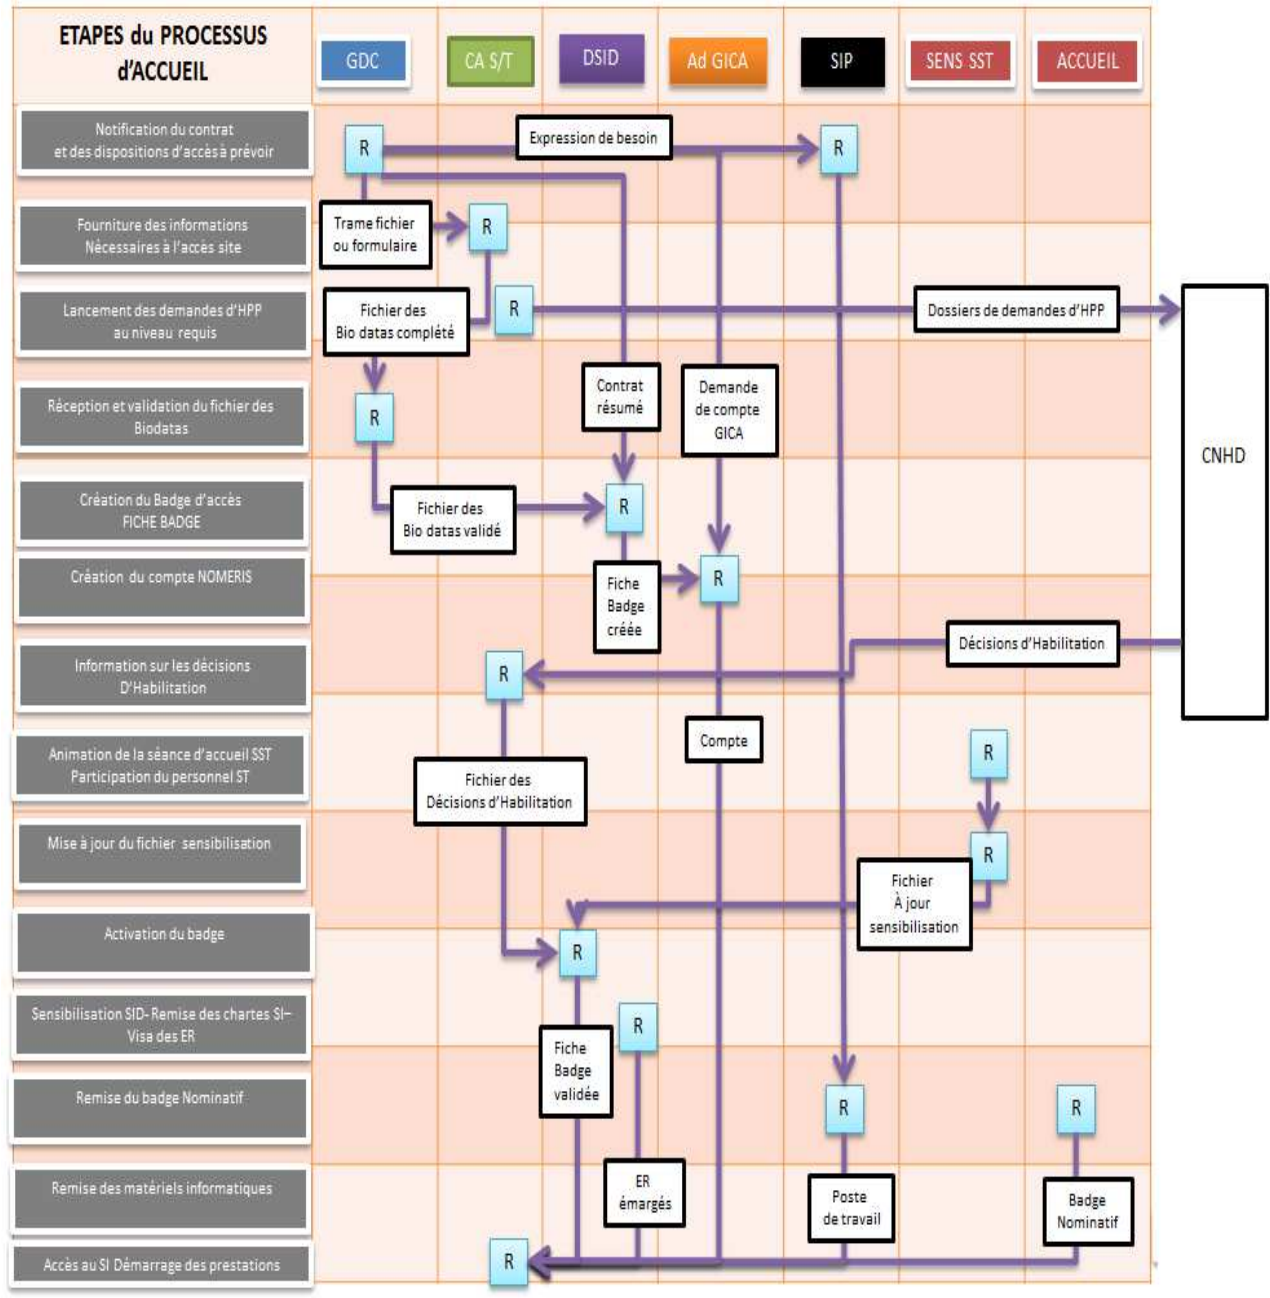 ETAPES du PROCESSUS
d’ACCUEIL
GDC
CA S/T
DSID
Ad GICA
SIP
SENS SST
ACCUEIL
Notification du contrat
et des dispositions d’accès à prévoir
R
Expression de besoin
R
Fourniture des informations
Nécessaires à l’accès site
Trame fichier
ou formulaire
R
Lancement des demandes d’HPP
au niveau requis
Fichier des
Bio datas complété
R
Dossiers de demandes d’HPP
CNHD
Réception et validation du fichier des
Biodatas
R
Contrat
résumé
Demande
de compte
GICA
Création du Badge d’accès
FICHE BADGE
Fichier des
Bio datas validé
R
Création du compte NOMERIS
Fiche
Badge
créée
R
Information sur les décisions
D’Habilitation
R
Décisions d’Habilitation
Animation de la séance d’accueil SST
Participation du personnel ST
Fichier des
Décisions d’Habilitation
Compte
R
Mise à jour du fichier sensibilisation
R
Fichier
À jour
sensibilisation
Activation du badge
R
Sensibilisation SID- Remise des chartes SI–
Visa des ER
Fiche
Badge
validée
R
Remise du badge Nominatif
R
R
Remise des matériels informatiques
ER
émargés
Poste
de travail
Badge
Nominatif
Accès au SI Démarrage des prestations
R